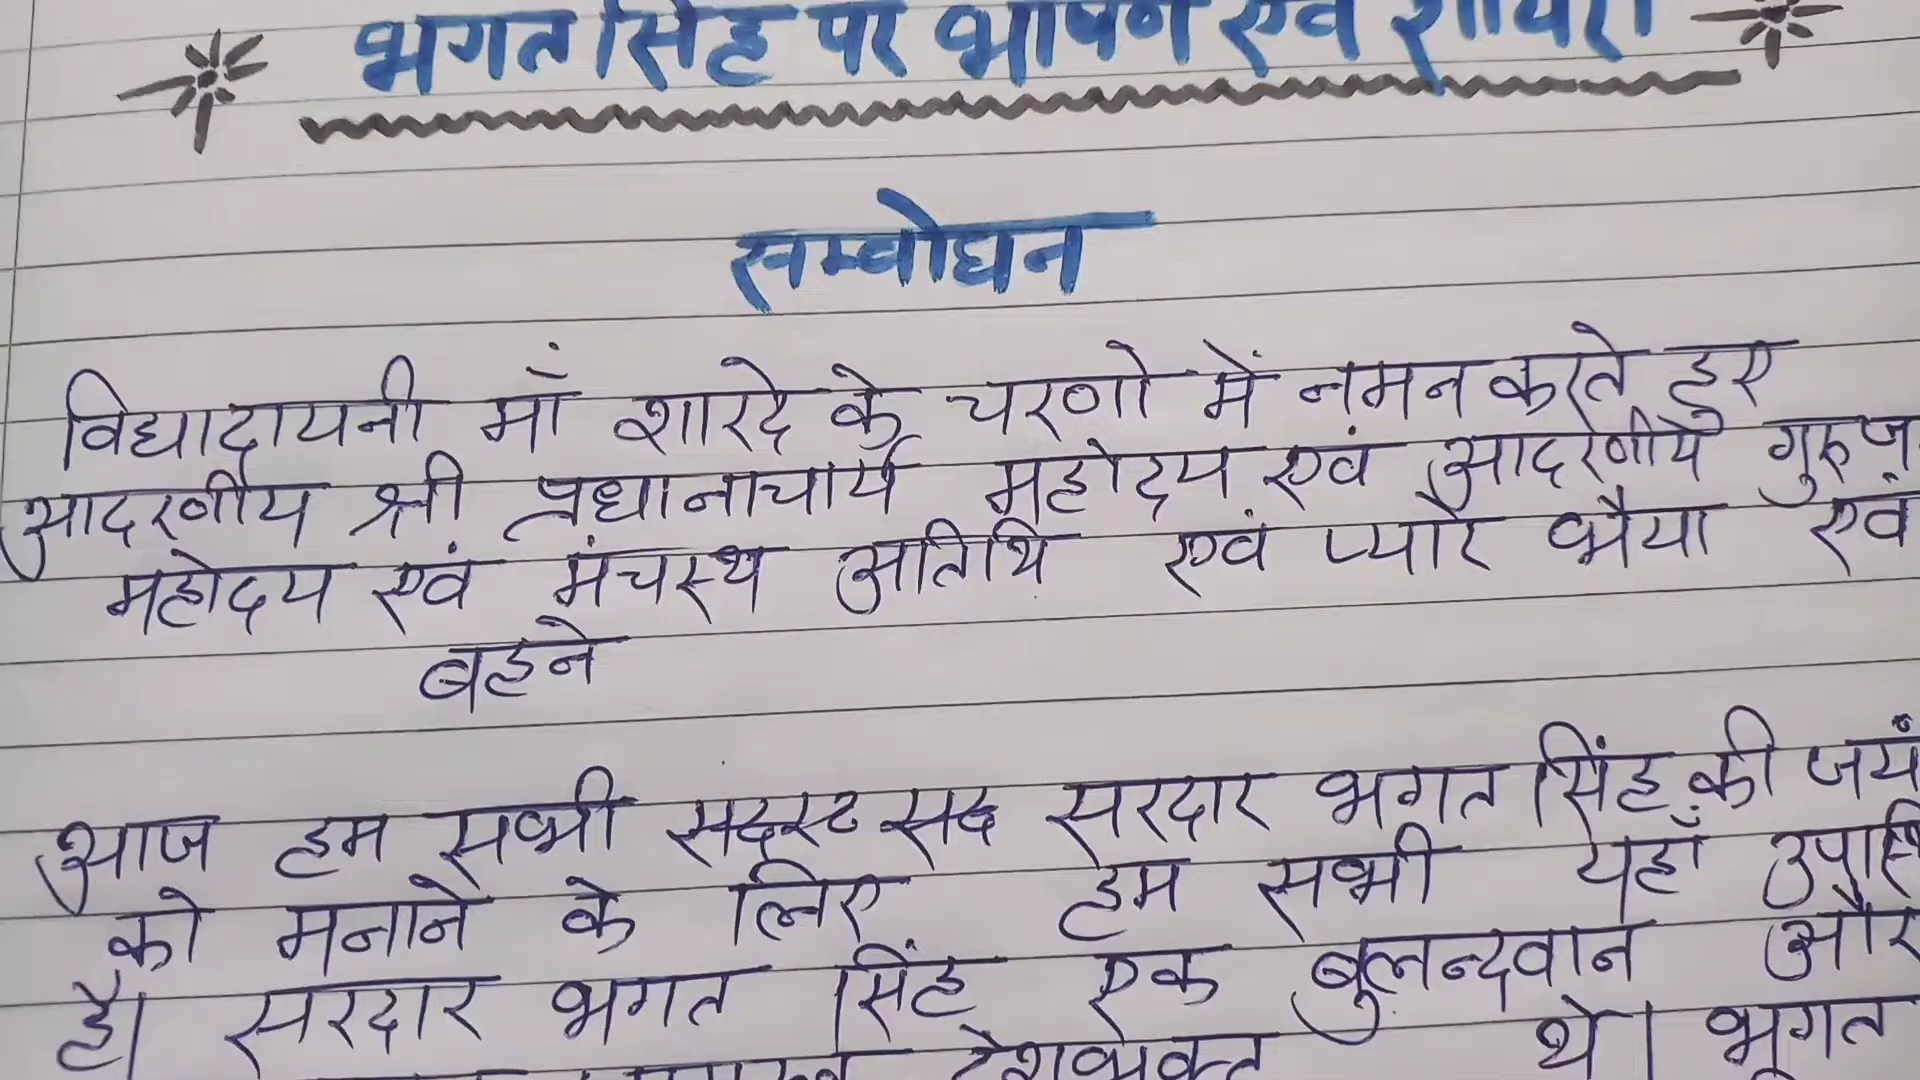 भगत सिंह पर भाषण एवं शायरी
सम्बोधन
विद्यादायनी माँ शारदे के चरणो में नमन करते हुए
आदरणीय श्री प्रधानाचार्य महोदय एवं आदरणीय गुरुज
महोदय एवं मंचस्थ अतिथि एवं प्यारे भैया एवं
बहने
आज हम सभी सरदार भगत सिंह की जयं
को मनाने के लिए हम सभी यहाँ उपस्थि
है। सरदार भगत सिंह एक बुलन्दवान और
देशभक्त थे। भगत